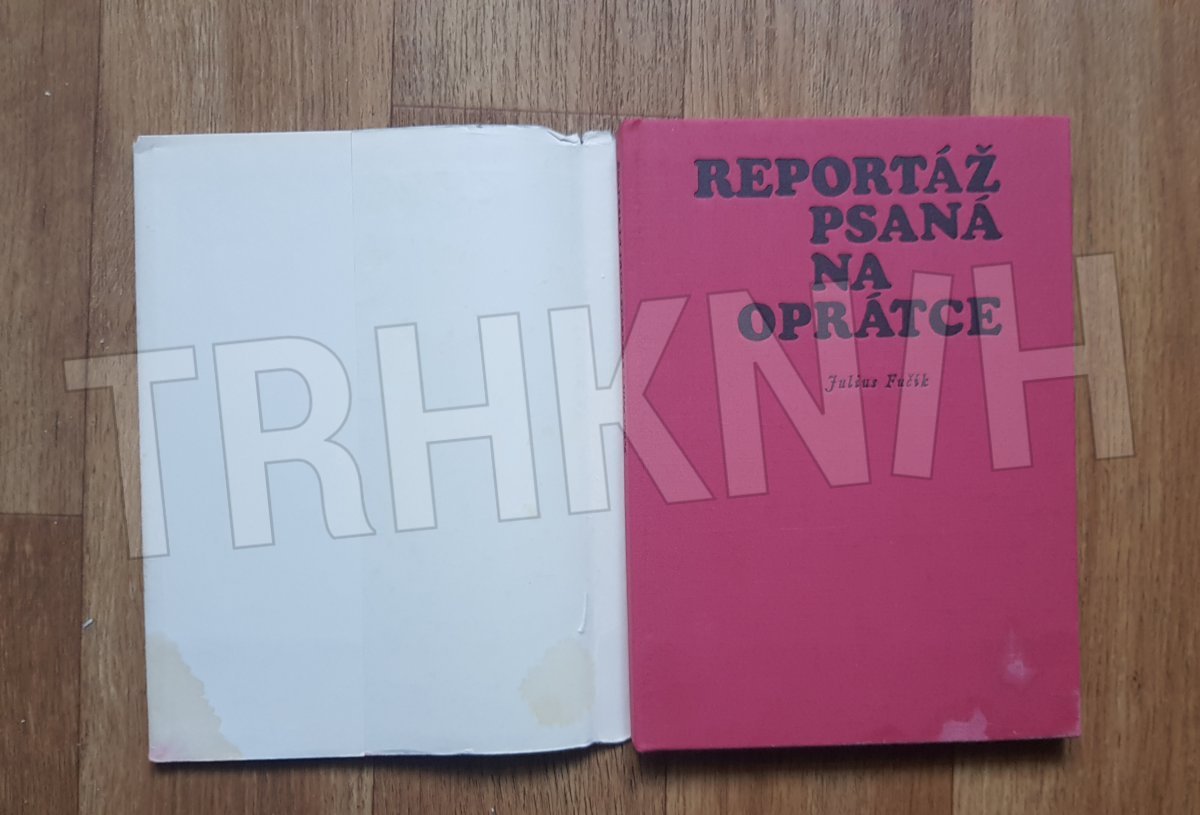 REPORTÁŽ
PSANÁ
NA
OPRÁTCE
Julius Fučík
TRHKNIH